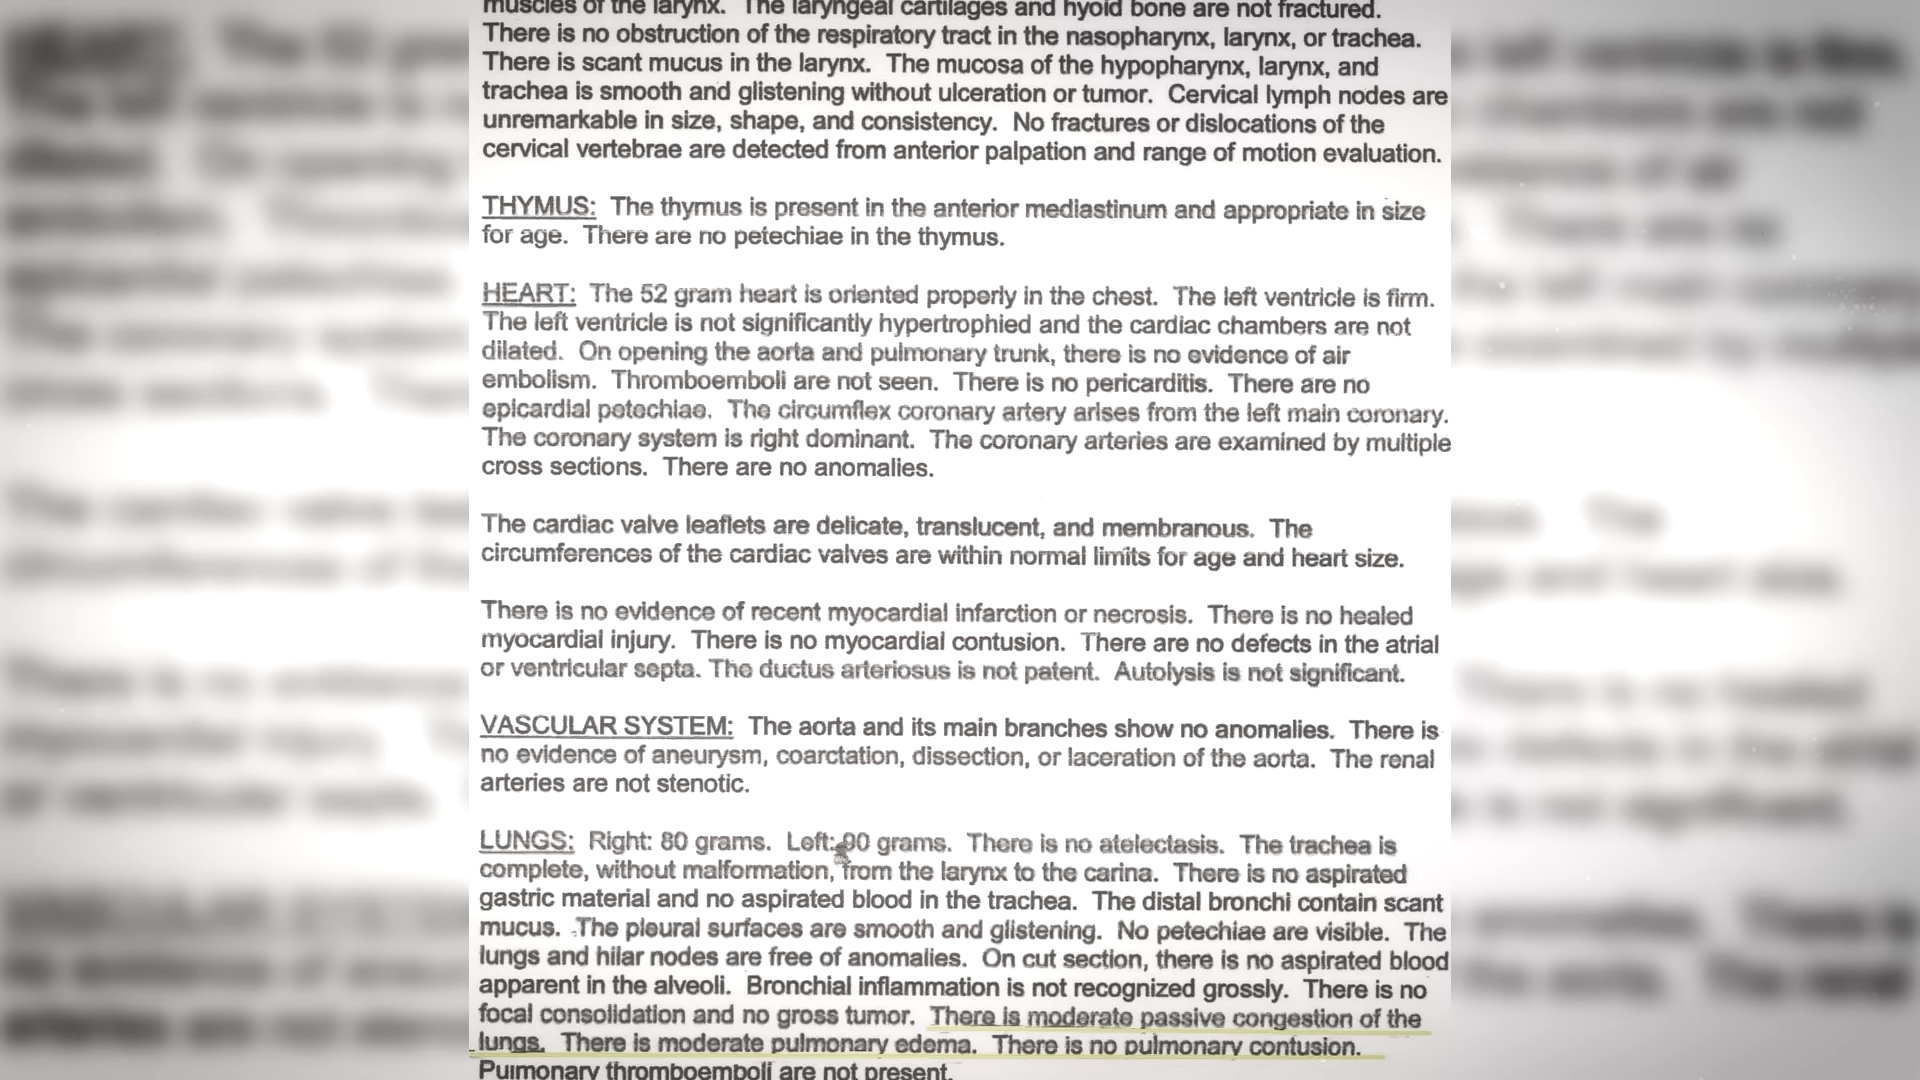 muscles of the larynx. The laryngeal cartilages and hyoid bone are not fractured.
There is no obstruction of the respiratory tract in the nasopharynx, larynx, or trachea.
There is scant mucus in the larynx. The mucosa of the hypopharynx, larynx, and
trachea is smooth and glistening without ulceration or tumor. Cervical lymph nodes are
unremarkable in size, shape, and consistency. No fractures or dislocations of the
cervical vertebrae are detected from anterior palpation and range of motion evaluation.
THYMUS: The thymus is present in the anterior mediastinum and appropriate in size
for age. There are no petechiae in the thymus.
HEART: The 52 gram heart is oriented properly in the chest. The left ventricle is firm.
The left ventricle is not significantly hypertrophied and the cardiac chambers are not
dilated. On opening the aorta and pulmonary trunk, there is no evidence of air
embolism. Thromboemboli are not seen. There is no pericarditis. There are no
epicardial petechiae. The circumflex coronary artery arises from the left main coronary.
The coronary system is right dominant. The coronary arteries are examined by multiple
cross sections. There are no anomalies.
The cardiac valve leaflets are delicate, translucent, and membranous. The
circumferences of the cardiac valves are within normal limits for age and heart size.
There is no evidence of recent myocardial infarction or necrosis. There is no healed
myocardial injury. There is no myocardial contusion. There are no defects in the atrial
or ventricular septa. The ductus arteriosus is not patent. Autolysis is not significant.
VASCULAR SYSTEM: The aorta and its main branches show no anomalies. There is
no evidence of aneurysm, coarctation, dissection, or laceration of the aorta. The renal
arteries are not stenotic.
LUNGS: Right: 80 grams. Left: 90 grams. There is no atelectasis. The trachea is
complete, without malformation, from the larynx to the carina. There is no aspirated
gastric material and no aspirated blood in the trachea. The distal bronchi contain scant
mucus. The pleural surfaces are smooth and glistening. No petechiae are visible. The
lungs and hilar nodes are free of anomalies. On cut section, there is no aspirated blood
apparent in the alveoli. Bronchial inflammation is not recognized grossly. There is no
focal consolidation and no gross tumor. There is moderate passive congestion of the
lungs. There is moderate pulmonary edema. There is no pulmonary contusion.
Pulmonary thromboemboli are not present.